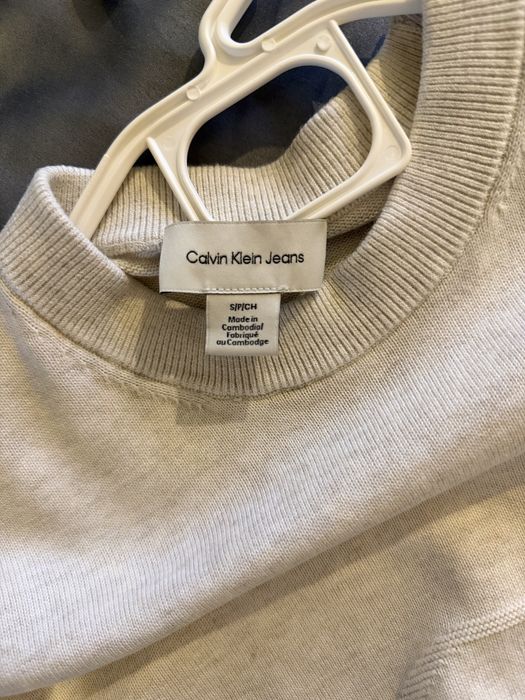 Calvin Klein Jeans
S/P/CH
Made in
Cambodia/
Fabriqué
au Cambodge